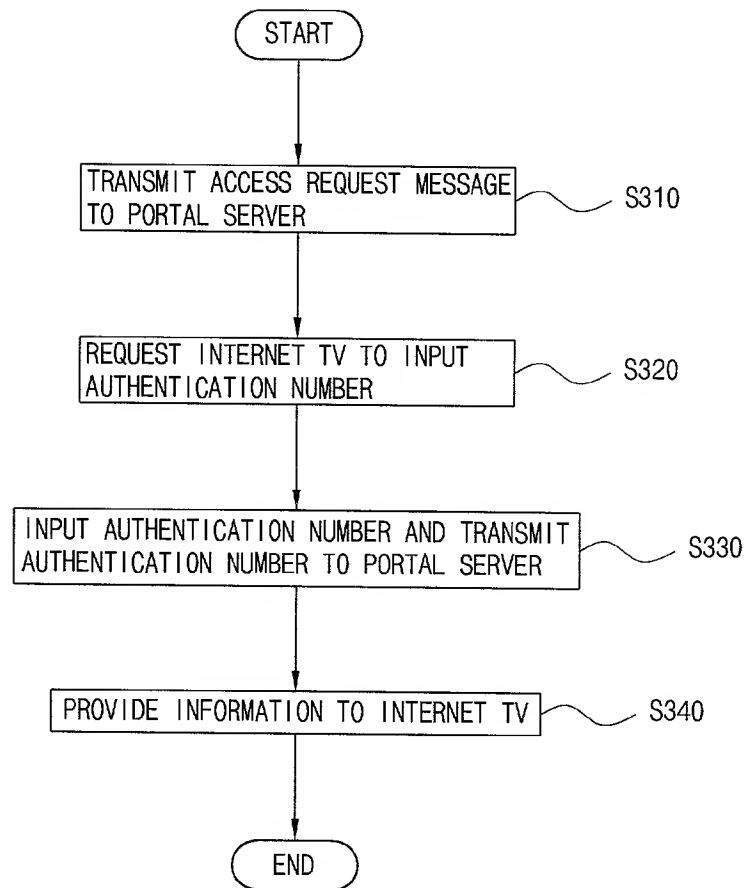 START
TRANSMIT ACCESS REQUEST MESSAGE
TO PORTAL SERVER
S310
REQUEST INTERNET TV TO INPUT
AUTHENTICATION NUMBER
S320
INPUT AUTHENTICATION NUMBER AND TRANSMIT
AUTHENTICATION NUMBER TO PORTAL SERVER
S330
PROVIDE INFORMATION TO INTERNET TV
S340
END